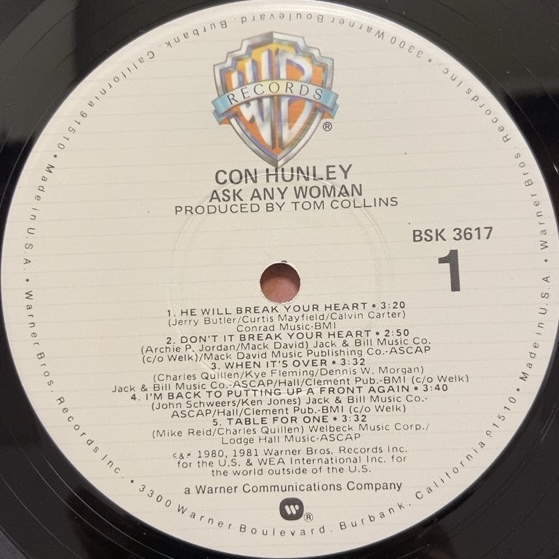 WB
RECORDS
®
CON HUNLEY
ASK ANY WOMAN
PRODUCED BY TOM COLLINS
BSK 3617
1
1. HE WILL BREAK YOUR HEART • 3:20
(Jerry Butler/Curtis Mayfield/Calvin Carter)
Conrad Music-BMI
2. DON'T IT BREAK YOUR HEART • 2:50
(Archie P. Jordan/Mack David) Jack & Bill Music Co.
(c/o Welk)/Mack David Music Publishing Co.-ASCAP
3. WHEN IT'S OVER • 3:32
(Charles Quillen/Kye Fleming/Dennis W. Morgan)
Jack & Bill Music Co.-ASCAP/Hall/Clement Pub.-BMI (c/o Welk)
4. I'M BACK TO PUTTING UP A FRONT AGAIN • 3:40
(John Schweers/Ken Jones) Jack & Bill Music Co.-
ASCAP/Hall/Clement Pub.-BMI (c/o Welk)
5. TABLE FOR ONE • 3:32
(Mike Reid/Charles Quillen) Welbeck Music Corp./
Lodge Hall Music-ASCAP
©&℗ 1980, 1981 Warner Bros. Records Inc.
for the U.S. & WEA International Inc. for
the world outside of the U.S.
a Warner Communications Company
®
Warner Bros. Records Inc. • 3300 Warner Boulevard, Burbank, California 91510 • Made in U.S.A. • Warner Bros. Records Inc. • 3300 Warner Boulevard, Burbank, California 91510 • Made in U.S.A. •